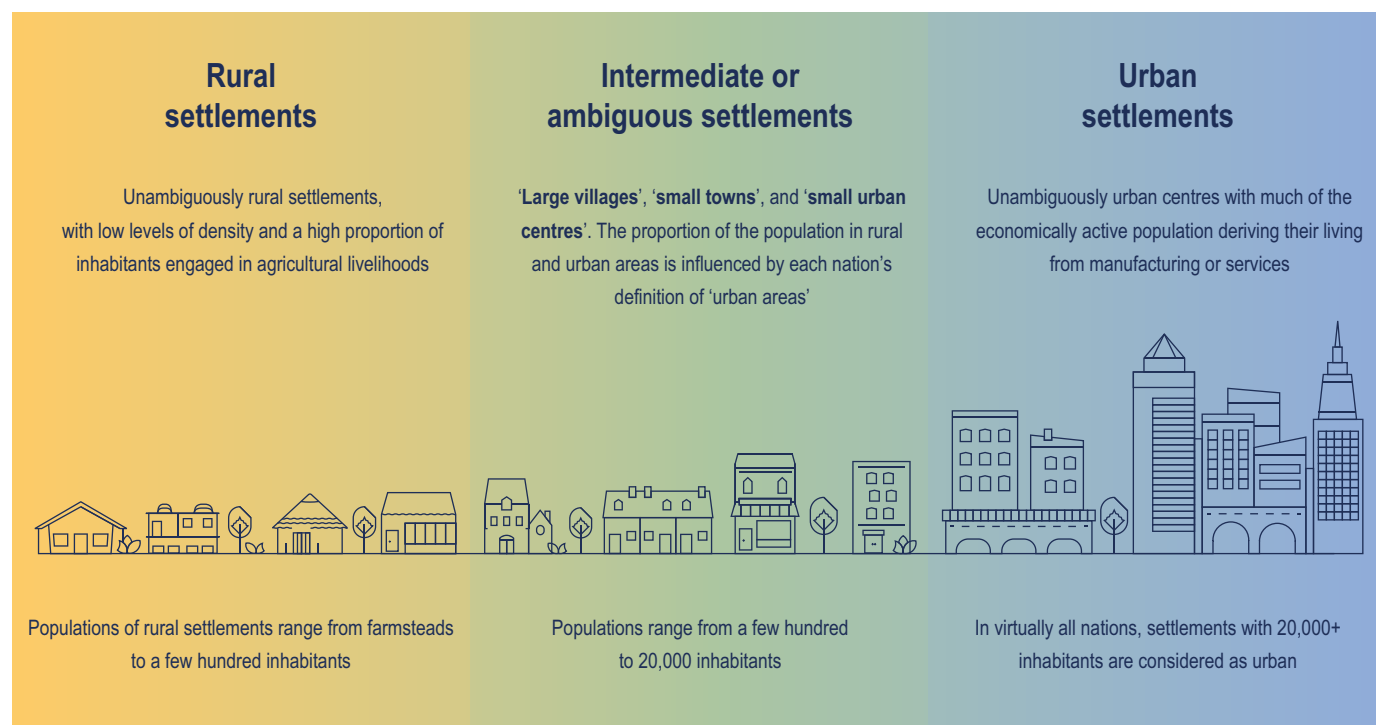 Rural
settlements
Unambiguously rural settlements,
with low levels of density and a high proportion of
inhabitants engaged in agricultural livelihoods
Populations of rural settlements range from farmsteads
to a few hundred inhabitants
Intermediate or
ambiguous settlements
‘Large villages’, ‘small towns’, and ‘small urban
centres’. The proportion of the population in rural
and urban areas is influenced by each nation’s
definition of ‘urban areas’
Populations range from a few hundred
to 20,000 inhabitants
Urban
settlements
Unambiguously urban centres with much of the
economically active population deriving their living
from manufacturing or services
In virtually all nations, settlements with 20,000+
inhabitants are considered as urban